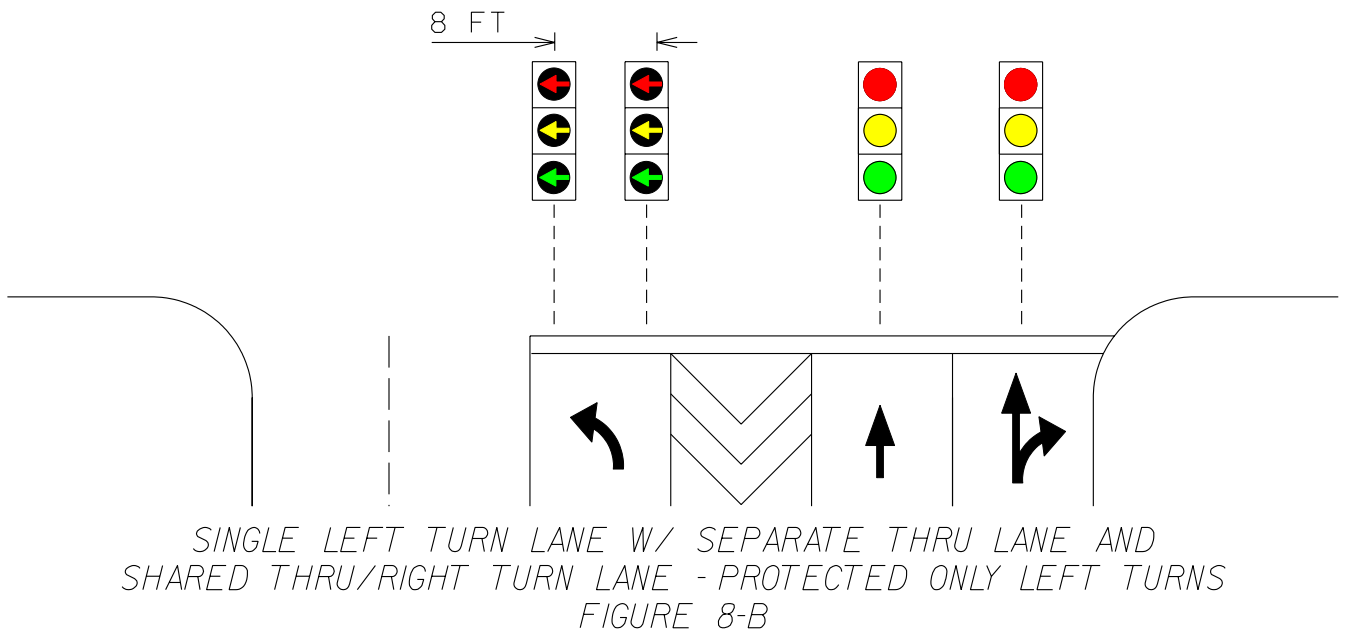 8 FT
SINGLE LEFT TURN LANE W/ SEPARATE THRU LANE AND
SHARED THRU/RIGHT TURN LANE - PROTECTED ONLY LEFT TURNS
FIGURE 8-B